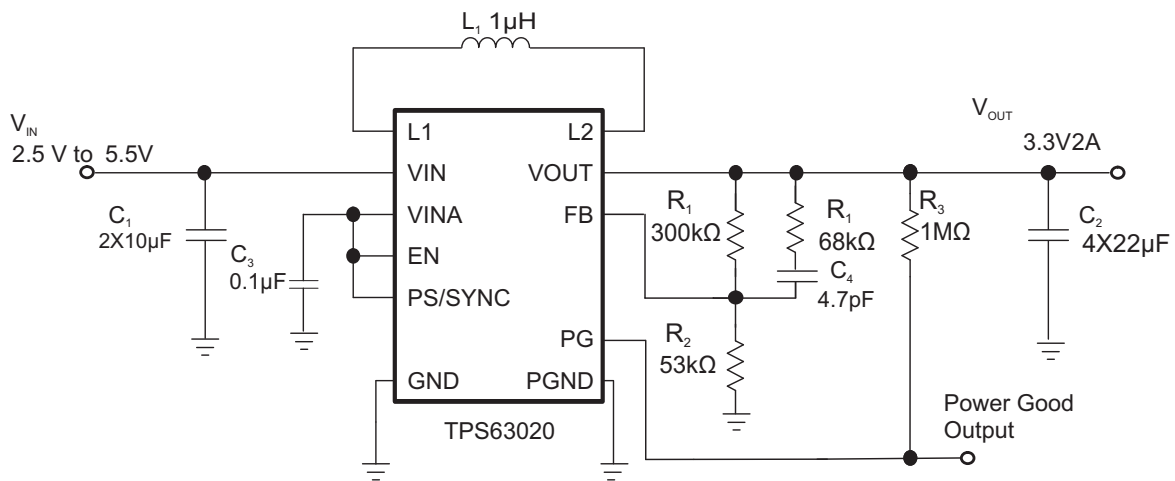 L1 1µH
VIN
2.5 V to 5.5V
L1
L2
VOUT
3.3V2A
VIN
VOUT
C1
2X10µF
VINA
FB
R1
300kΩ
R1
68kΩ
R3
1MΩ
C2
4X22µF
C3
0.1µF
EN
C4
4.7pF
PS/SYNC
PG
R2
53kΩ
GND
PGND
TPS63020
Power Good
Output